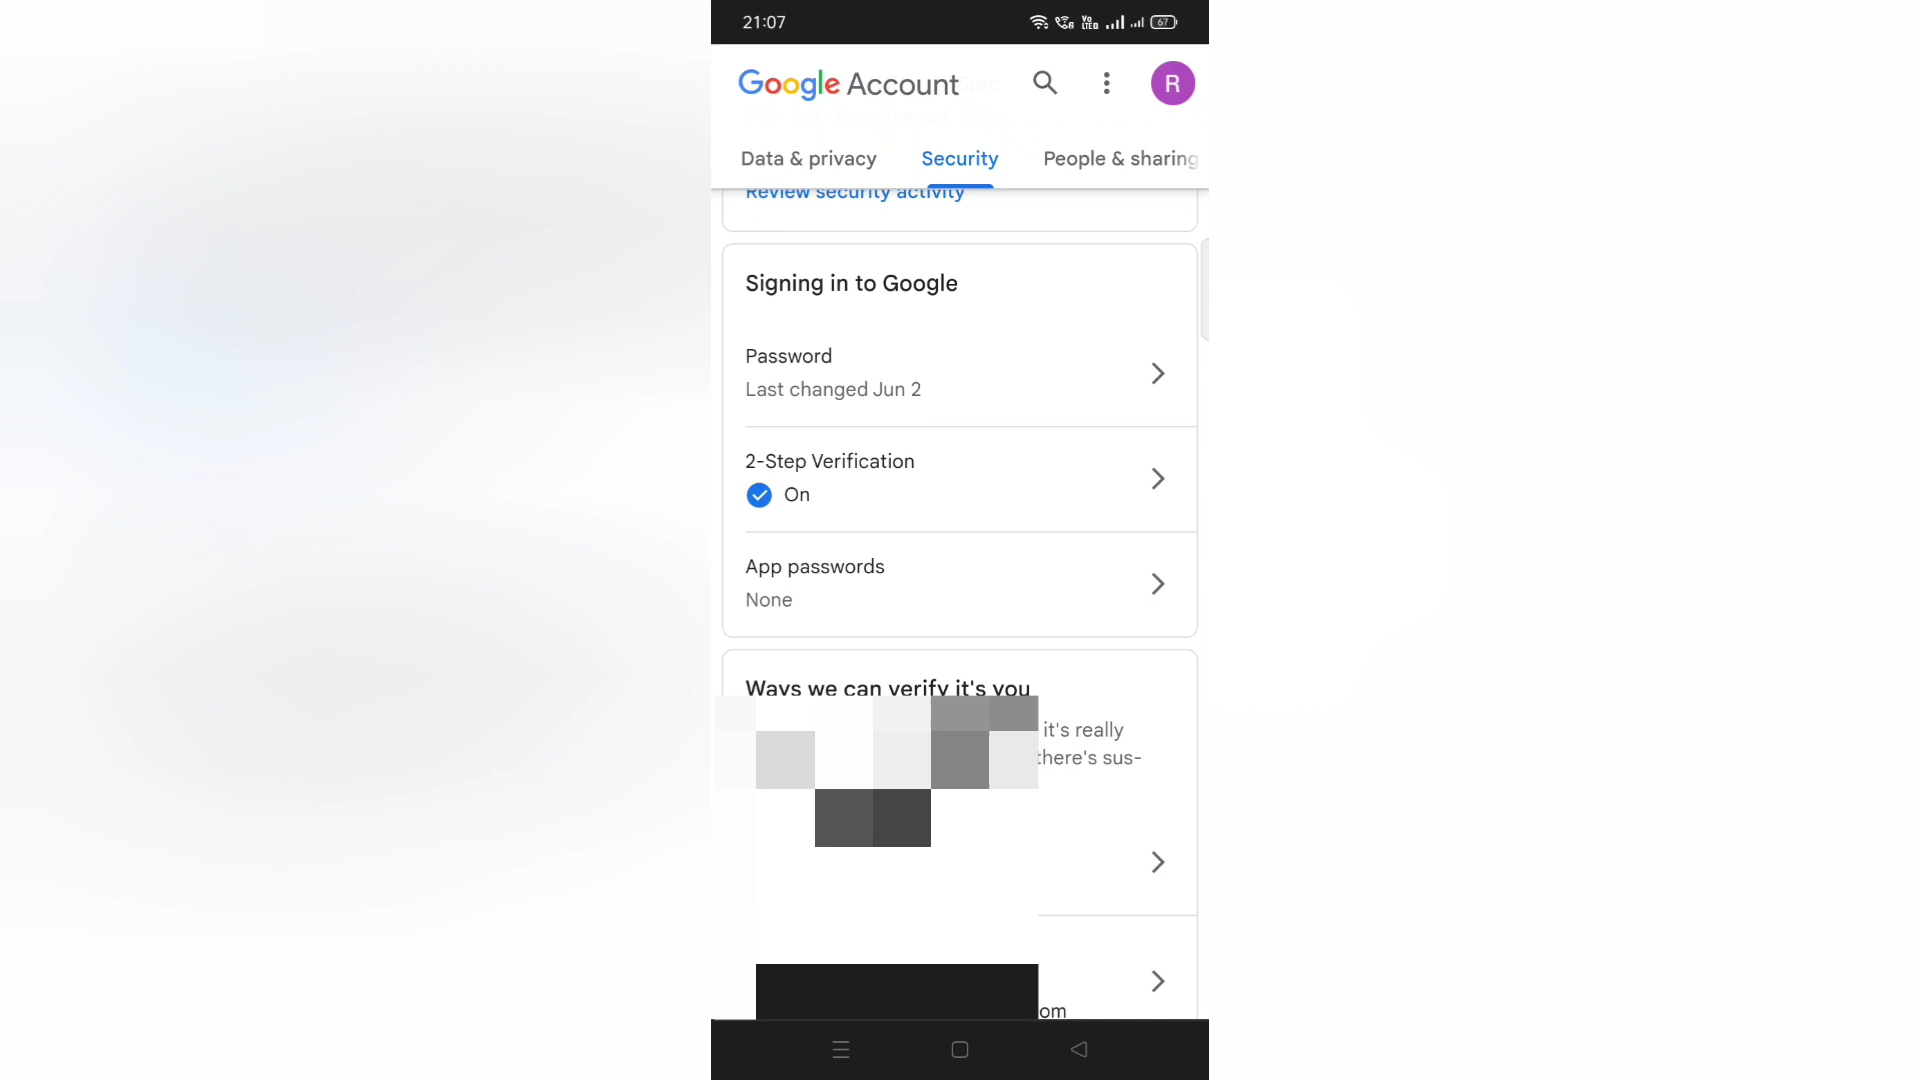 21:07
67
Google Account
R
Data & privacy
Security
People & sharing
Review security activity
Signing in to Google
Password
Last changed Jun 2
2-Step Verification
On
App passwords
None
Ways we can verify it's you
it's really
there's sus-
om